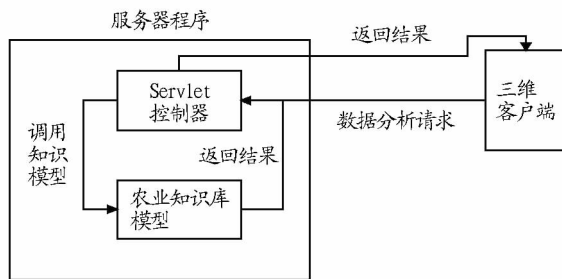 服务器程序
返回结果
Servlet
控制器
三维
客户端
数据分析请求
调用
知识
模型
返回结果
农业知识库
模型